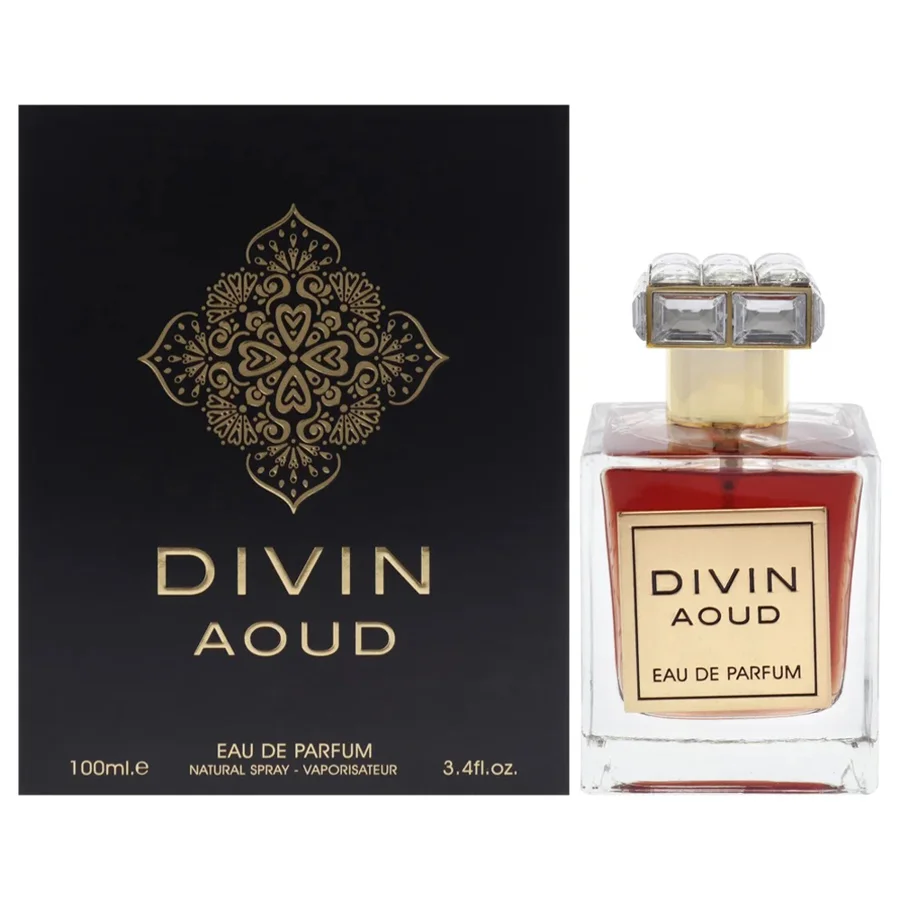 DIVIN
AOUD
EAU DE PARFUM
NATURAL SPRAY - VAPORISATEUR
100ml.e
3.4fl.oz.
DIVIN
AOUD
EAU DE PARFUM